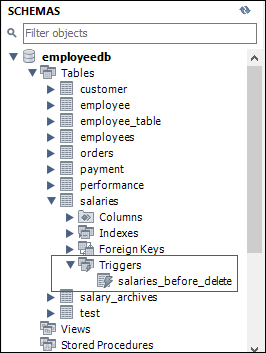 SCHEMAS
Filter objects
employeedb
Tables
customer
employee
employee_table
employees
orders
payment
performance
salaries
Columns
Indexes
Foreign Keys
Triggers
salaries_before_delete
salary_archives
test
Views
Stored Procedures